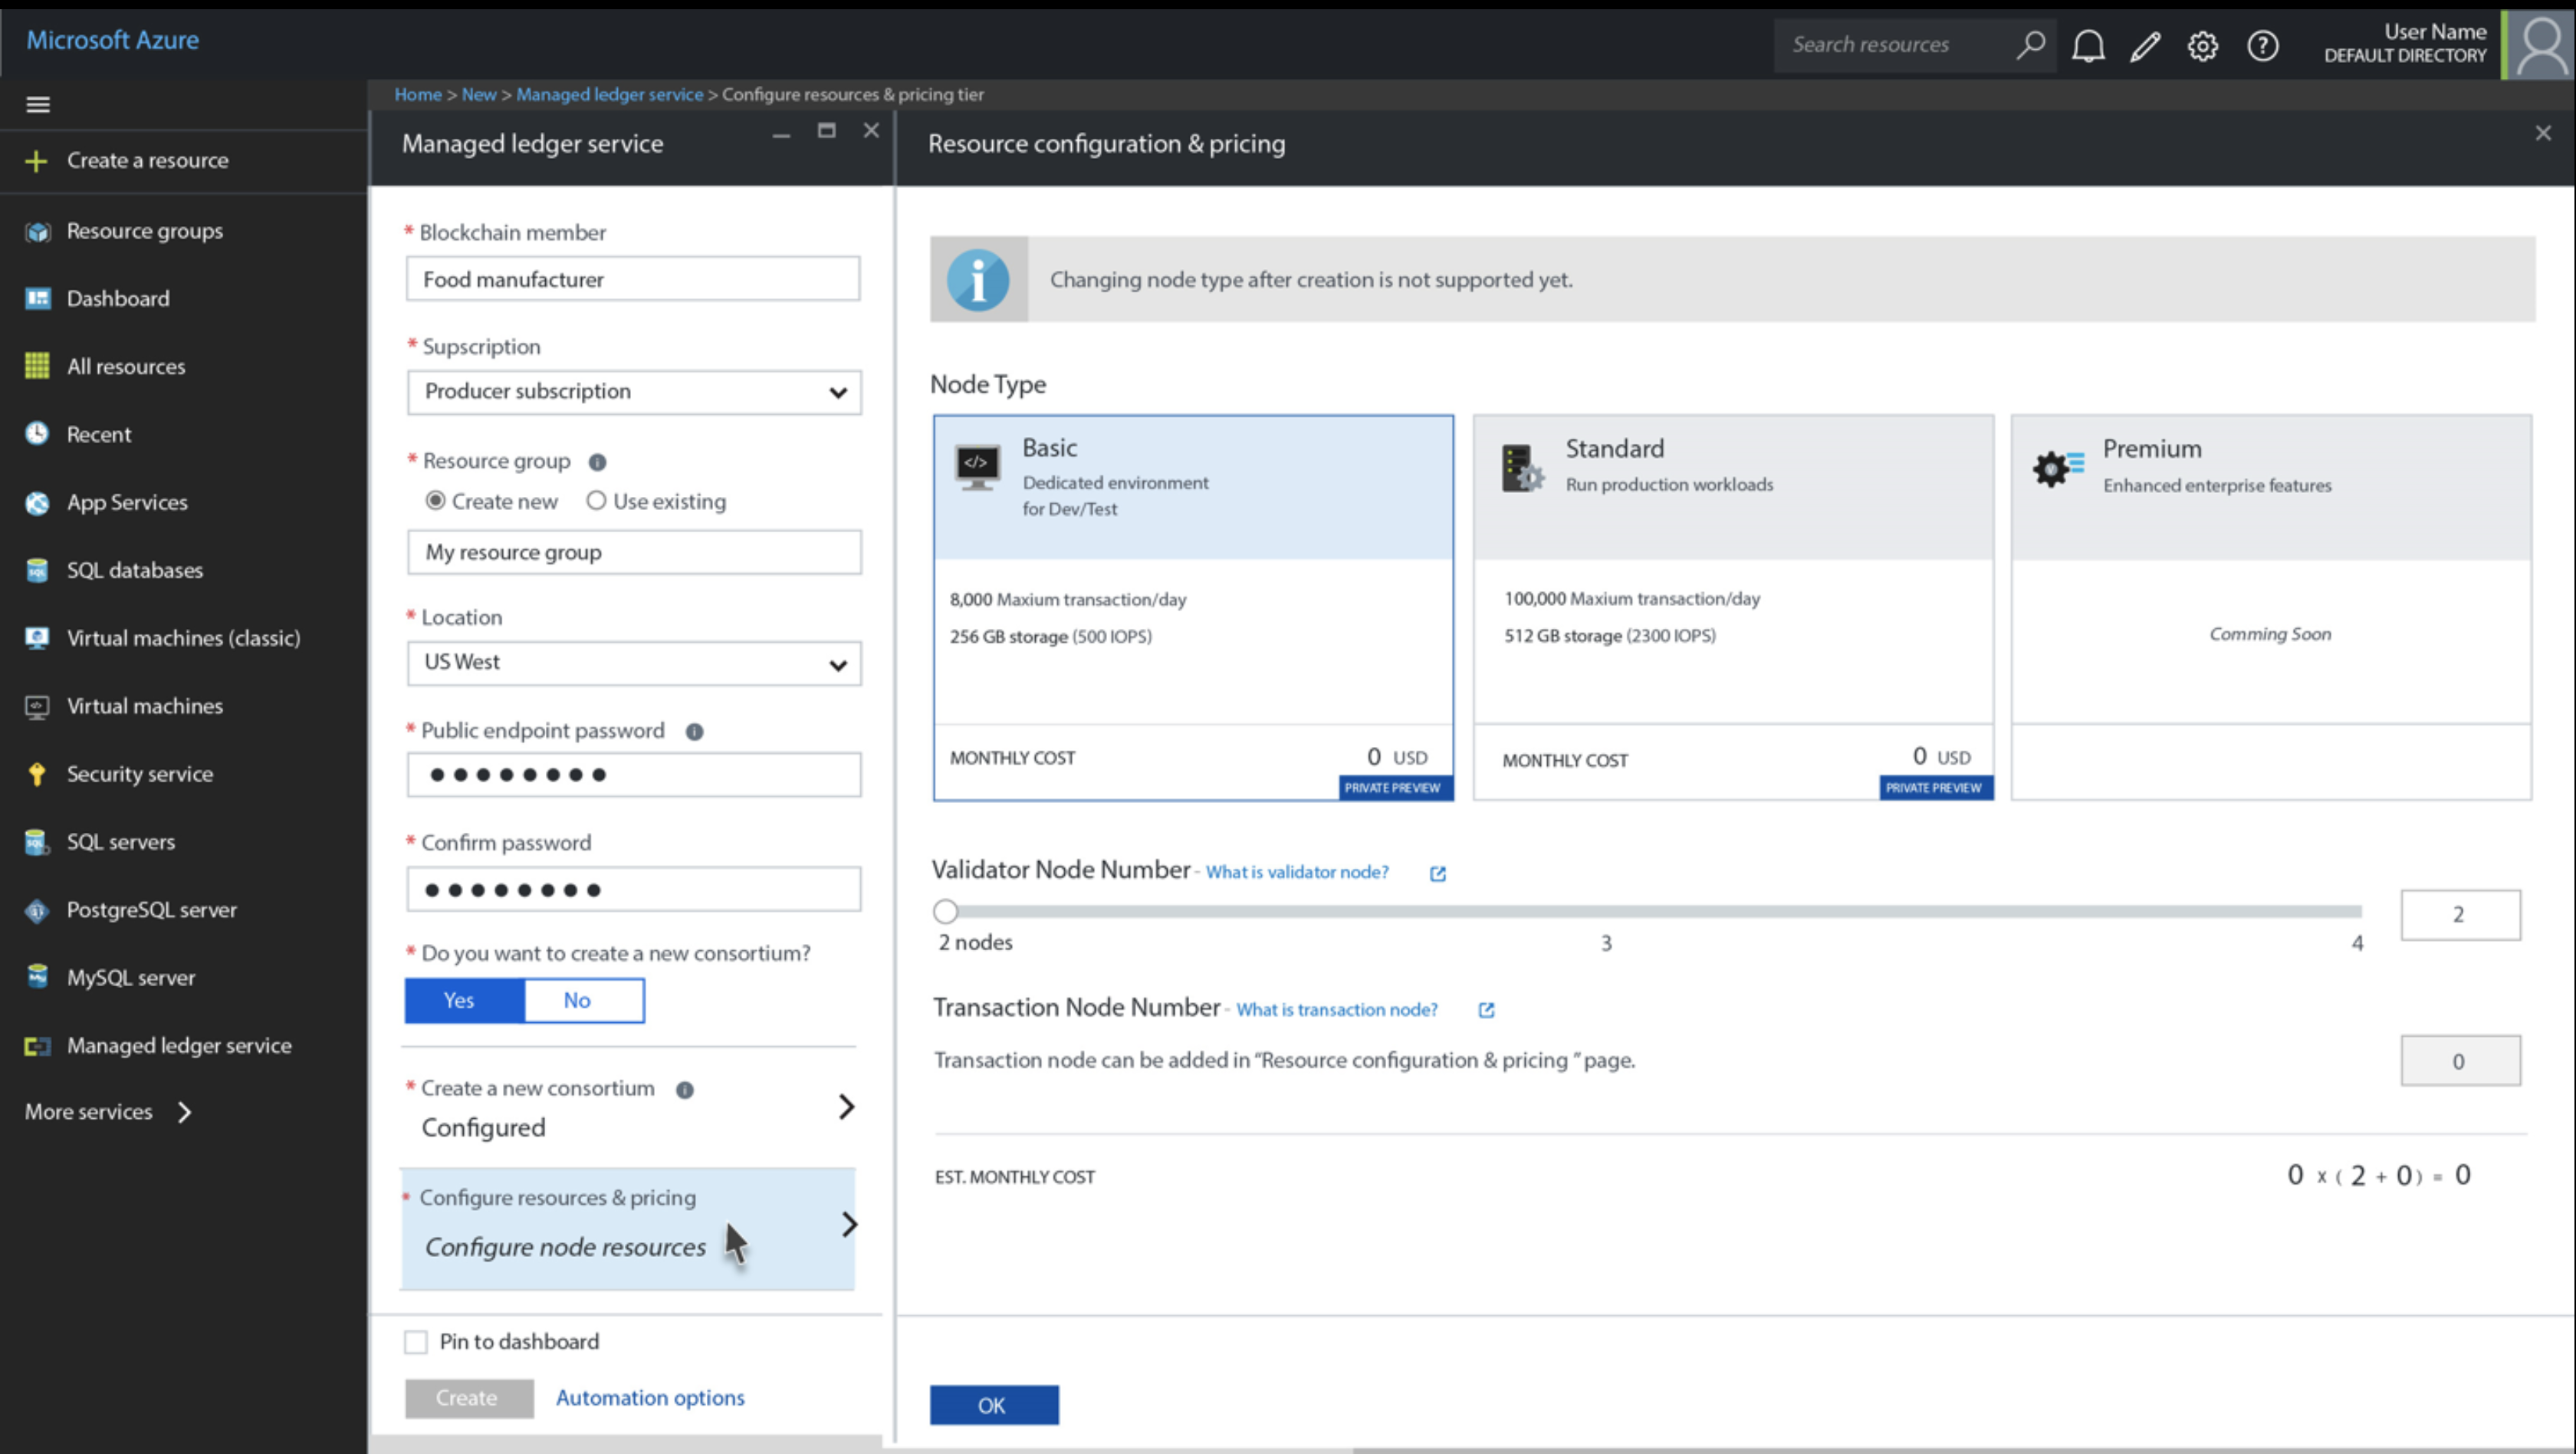 Microsoft Azure
Search resources
User Name
DEFAULT DIRECTORY
Home > New > Managed ledger service > Configure resources & pricing tier
Create a resource
Resource groups
Dashboard
All resources
Recent
App Services
SQL databases
Virtual machines (classic)
Virtual machines
Security service
SQL servers
PostgreSQL server
MySQL server
Managed ledger service
More services
Managed ledger service
* Blockchain member
Food manufacturer
* Supscription
Producer subscription
* Resource group
Create new
Use existing
My resource group
* Location
US West
* Public endpoint password
* Confirm password
* Do you want to create a new consortium?
Yes
No
* Create a new consortium
Configured
* Configure resources & pricing
Configure node resources
Pin to dashboard
Create
Automation options
Resource configuration & pricing
Changing node type after creation is not supported yet.
Node Type
Basic
Dedicated environment
for Dev/Test
8,000 Maxium transaction/day
256 GB storage (500 IOPS)
MONTHLY COST
0 USD
PRIVATE PREVIEW
Standard
Run production workloads
100,000 Maxium transaction/day
512 GB storage (2300 IOPS)
MONTHLY COST
0 USD
PRIVATE PREVIEW
Premium
Enhanced enterprise features
Comming Soon
Validator Node Number - What is validator node?
2 nodes
3
4
2
Transaction Node Number - What is transaction node?
Transaction node can be added in "Resource configuration & pricing " page.
0
EST. MONTHLY COST
0 x ( 2 + 0 ) = 0
OK